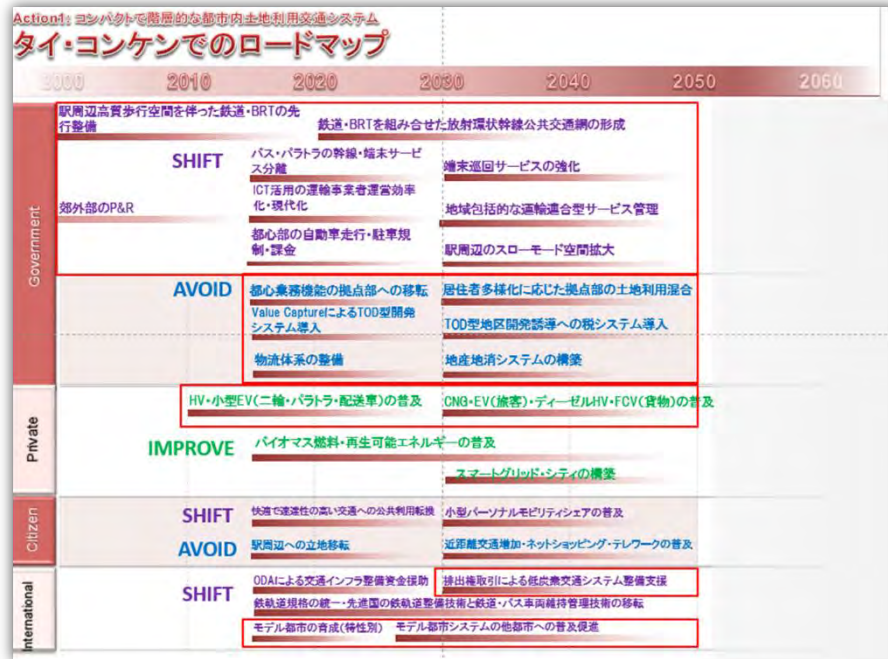 Action1: コンパクトで階層的な都市内土地利用交通システム
タイ・コンケンでのロードマップ
2000 2010 2020 2030 2040 2050 2060
Government
駅周辺高質歩行空間を伴った鉄道・BRTの先
行整備
鉄道・BRTを組み合せた放射環状幹線公共交通網の形成
SHIFT
バス・パラトラの幹線・端末サービ
ス分離
端末巡回サービスの強化
ICT活用の運輸事業者運営効率
化・現代化
郊外部のP&R
地域包括的な運輸連合型サービス管理
都心部の自動車走行・駐車規
制・課金
駅周辺のスローモード空間拡大
AVOID
都心業務機能の拠点部への移転
居住者多様化に応じた拠点部の土地利用混合
Value CaptureによるTOD型開発
システム導入
TOD型地区開発誘導への税システム導入
物流体系の整備
地産地消システムの構築
Private
HV・小型EV(二輪・パラトラ・配送車)の普及
CNG・EV(旅客)・ディーゼルHV・FCV(貨物)の普及
IMPROVE
バイオマス燃料・再生可能エネルギーの普及
スマートグリッド・シティの構築
Citizen
SHIFT
快適で速達性の高い交通への公共利用転換
小型パーソナルモビリティシェアの普及
AVOID
駅周辺への立地移転
近距離交通増加・ネットショッピング・テレワークの普及
International
SHIFT
ODAによる交通インフラ整備資金援助
排出権取引による低炭素交通システム整備支援
鉄軌道規格の統一・先進国の鉄軌道整備技術と鉄道・バス車両維持管理技術の移転
モデル都市の育成(特性別)
モデル都市システムの他都市への普及促進